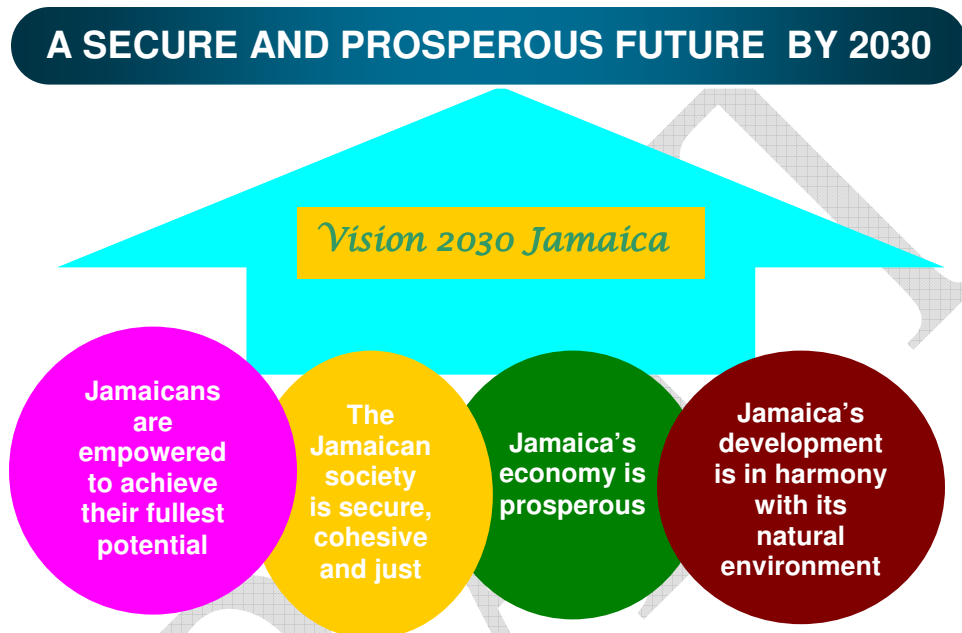 A SECURE AND PROSPEROUS FUTURE BY 2030
Vision 2030 Jamaica
Jamaicans
are
empowered
to achieve
their fullest
potential
The
Jamaican
society
is secure,
cohesive
and just
Jamaica’s
economy is
prosperous
Jamaica’s
development
is in harmony
with its
natural
environment